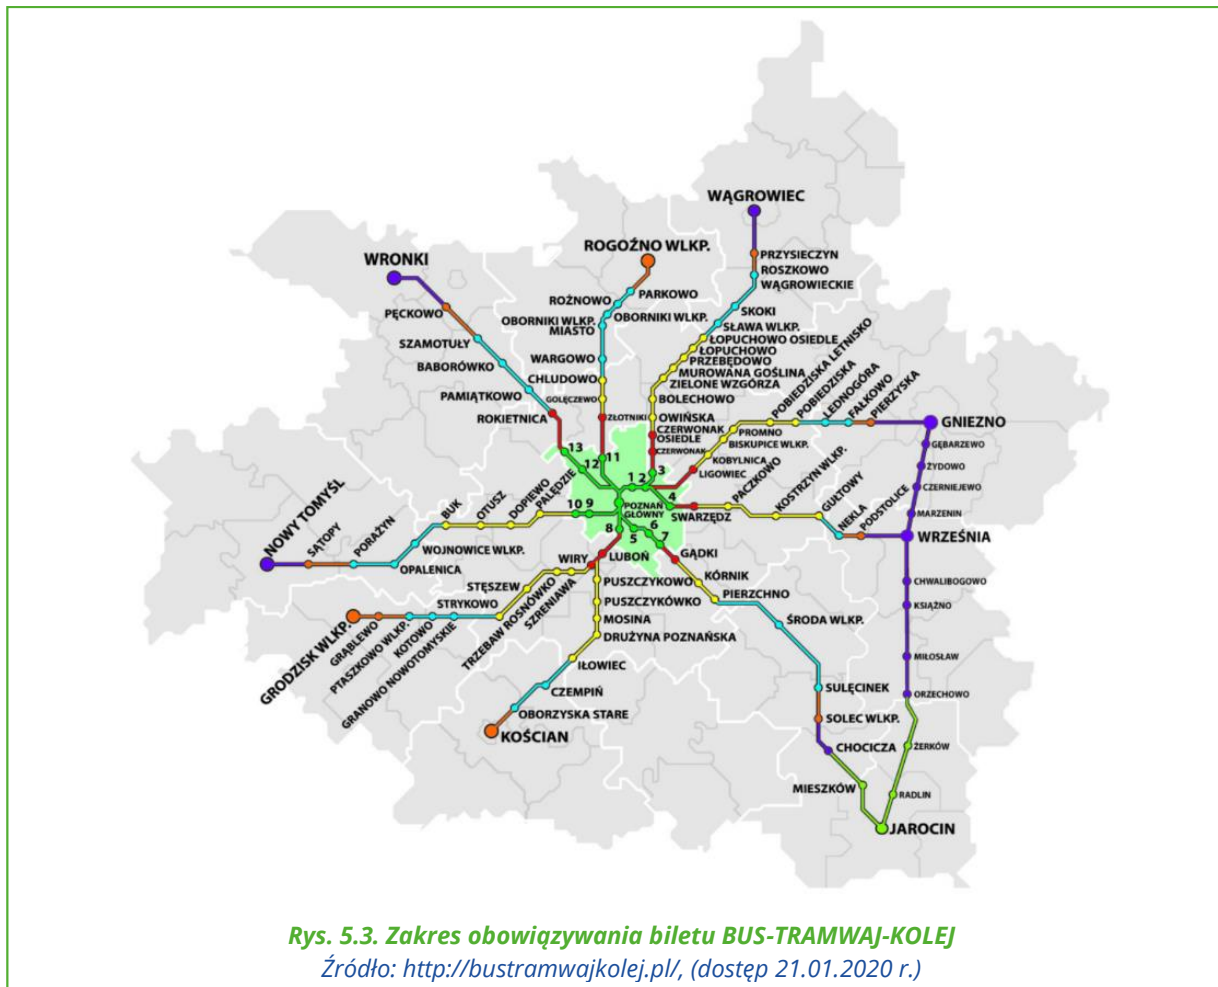 WĄGROWIEC
PRZYSIECZYN
ROSZKOWO
WĄGROWIECKIE
SKOKI
SŁAWA WLKP.
ŁOPUCHOWO OSIEDLE
ŁOPUCHOWO
PRZEBĘDOWO
MUROWANA GOŚLINA
ZIELONE WZGÓRZA
BOLECHOWO
OWIŃSKA
CZERWONAK
OSIEDLE
CZERWONAK
ROGOŹNO WLKP.
PARKOWO
ROŻNOWO
OBORNIKI WLKP.
OBORNIKI WLKP.
MIASTO
WARGOWO
CHLUDOWO
GOLĘCZEWO
ZŁOTNIKI
WRONKI
PĘCKOWO
SZAMOTUŁY
BABORÓWKO
PAMIĄTKOWO
ROKIETNICA
13
12
11
1
2
3
4
POZNAŃ
GŁÓWNY
10
9
8
5
6
7
POBIEDZISKA LETNISKO
POBIEDZISKA
LEDNOGÓRA
FAŁKOWO
PIERZYSKA
PROMNO
BISKUPICE WLKP.
KOBYLNICA
LIGOWIEC
GNIEZNO
GĘBARZEWO
ŻYDOWO
CZERNIEJEWO
MARZENIN
WRZEŚNIA
SWARZĘDZ
PACZKOWO
KOSTRZYN WLKP.
GUŁTOWY
NEKLA
PODSTOLICE
CHWALIBOGOWO
KSIĄŻNO
MIŁOSŁAW
ORZECHOWO
ŻERKÓW
RADLIN
JAROCIN
NOWY TOMYŚL
SĄTOPY
PORAŻYN
OPALENICA
WOJNOWICE WLKP.
BUK
OTUSZ
DOPIEWO
PALĘDZIE
GRODZISK WLKP.
GRĄBLEWO
PTASZKOWO WLKP.
KOTOWO
GRANOWO NOWOTOMYSKIE
STRYKOWO
STĘSZEW
TRZEBAW ROSNÓWKO
SZRENIAWA
WIRY
LUBOŃ
PUSZCZYKOWO
PUSZCZYKÓWKO
MOSINA
DRUŻYNA POZNAŃSKA
IŁOWIEC
CZEMPIŃ
OBORZYSKA STARE
KOŚCIAN
GĄDKI
KÓRNIK
PIERZCHNO
ŚRODA WLKP.
SULĘCINEK
SOLEC WLKP.
CHOCICZA
MIESZKÓW
Rys. 5.3. Zakres obowiązywania biletu BUS-TRAMWAJ-KOLEJ
Źródło: http://bustramwajkolej.pl/, (dostęp 21.01.2020 r.)